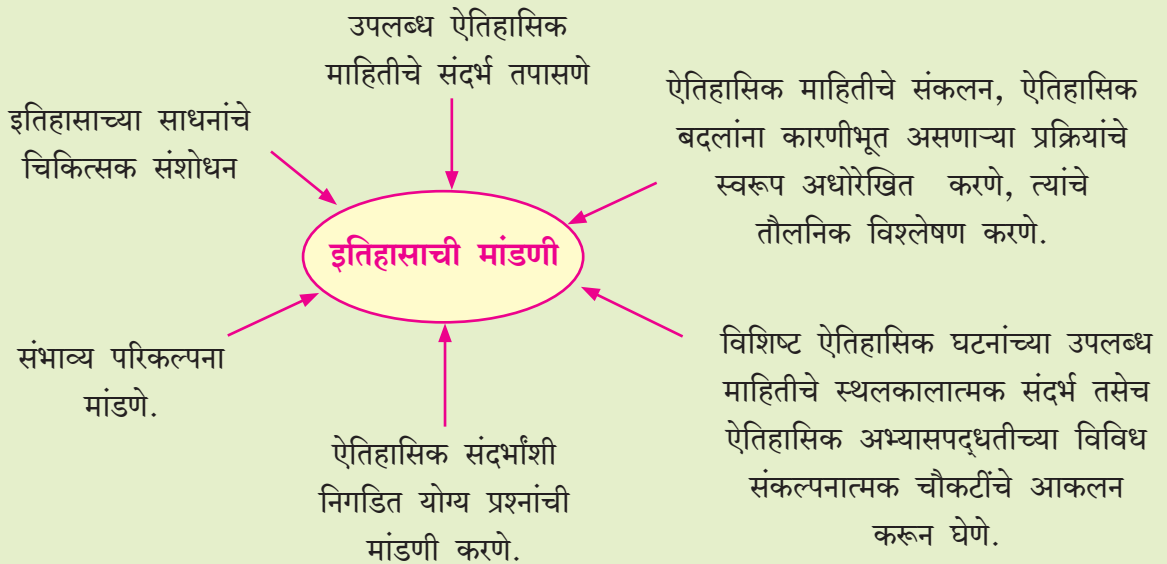 उपलब्ध ऐतिहासिक
माहितीचे संदर्भ तपासणे
इतिहासाच्या साधनांचे
चिकित्सक संशोधन
ऐतिहासिक माहितीचे संकलन, ऐतिहासिक
बदलांना कारणीभूत असणाऱ्या प्रक्रियांचे
स्वरूप अधोरेखित करणे, त्यांचे
तौलनिक विश्लेषण करणे.
इतिहासाची मांडणी
संभाव्य परिकल्पना
मांडणे.
ऐतिहासिक संदर्भांशी
निगडित योग्य प्रश्नांची
मांडणी करणे.
विशिष्ट ऐतिहासिक घटनांच्या उपलब्ध
माहितीचे स्थलकालात्मक संदर्भ तसेच
ऐतिहासिक अभ्यासपद्धतीच्या विविध
संकल्पनात्मक चौकटींचे आकलन
करून घेणे.